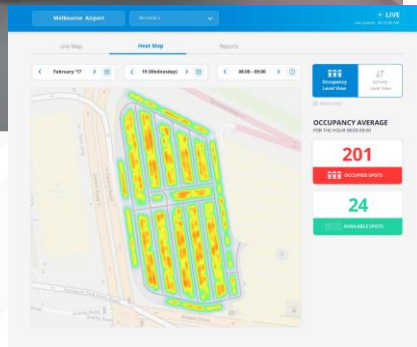 Melbourne Airport
Terminal 2
LIVE
Live Map
Heat Map
Reports
February '17
19 (Wednesday)
08:00 - 09:00
Occupancy
Level View
Activity
Level View
OCCUPANCY AVERAGE
FOR THE HOUR 08:00-09:00
201
OCCUPIED SPOTS
24
AVAILABLE SPOTS
Airport Drive